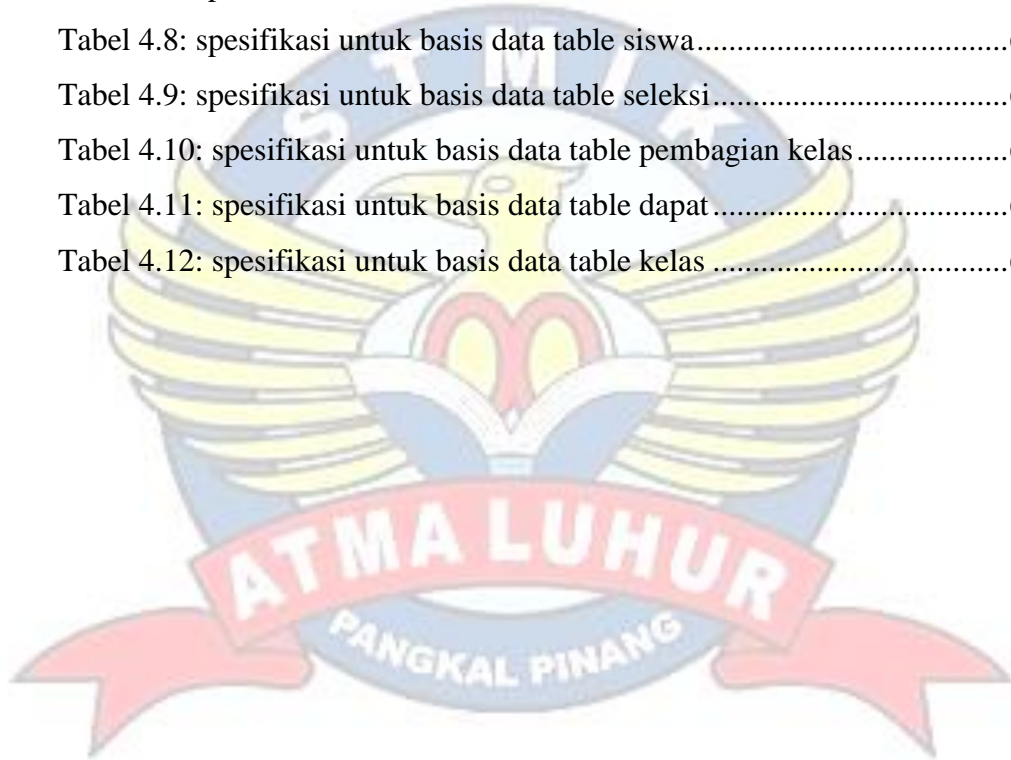 Tabel 4.8: spesifikasi untuk basis data table siswa
Tabel 4.9: spesifikasi untuk basis data table seleksi
Tabel 4.10: spesifikasi untuk basis data table pembagian kelas
Tabel 4.11: spesifikasi untuk basis data table dapat
Tabel 4.12: spesifikasi untuk basis data table kelas
STMIK
ATMA LUHUR
PANGKAL PINANG